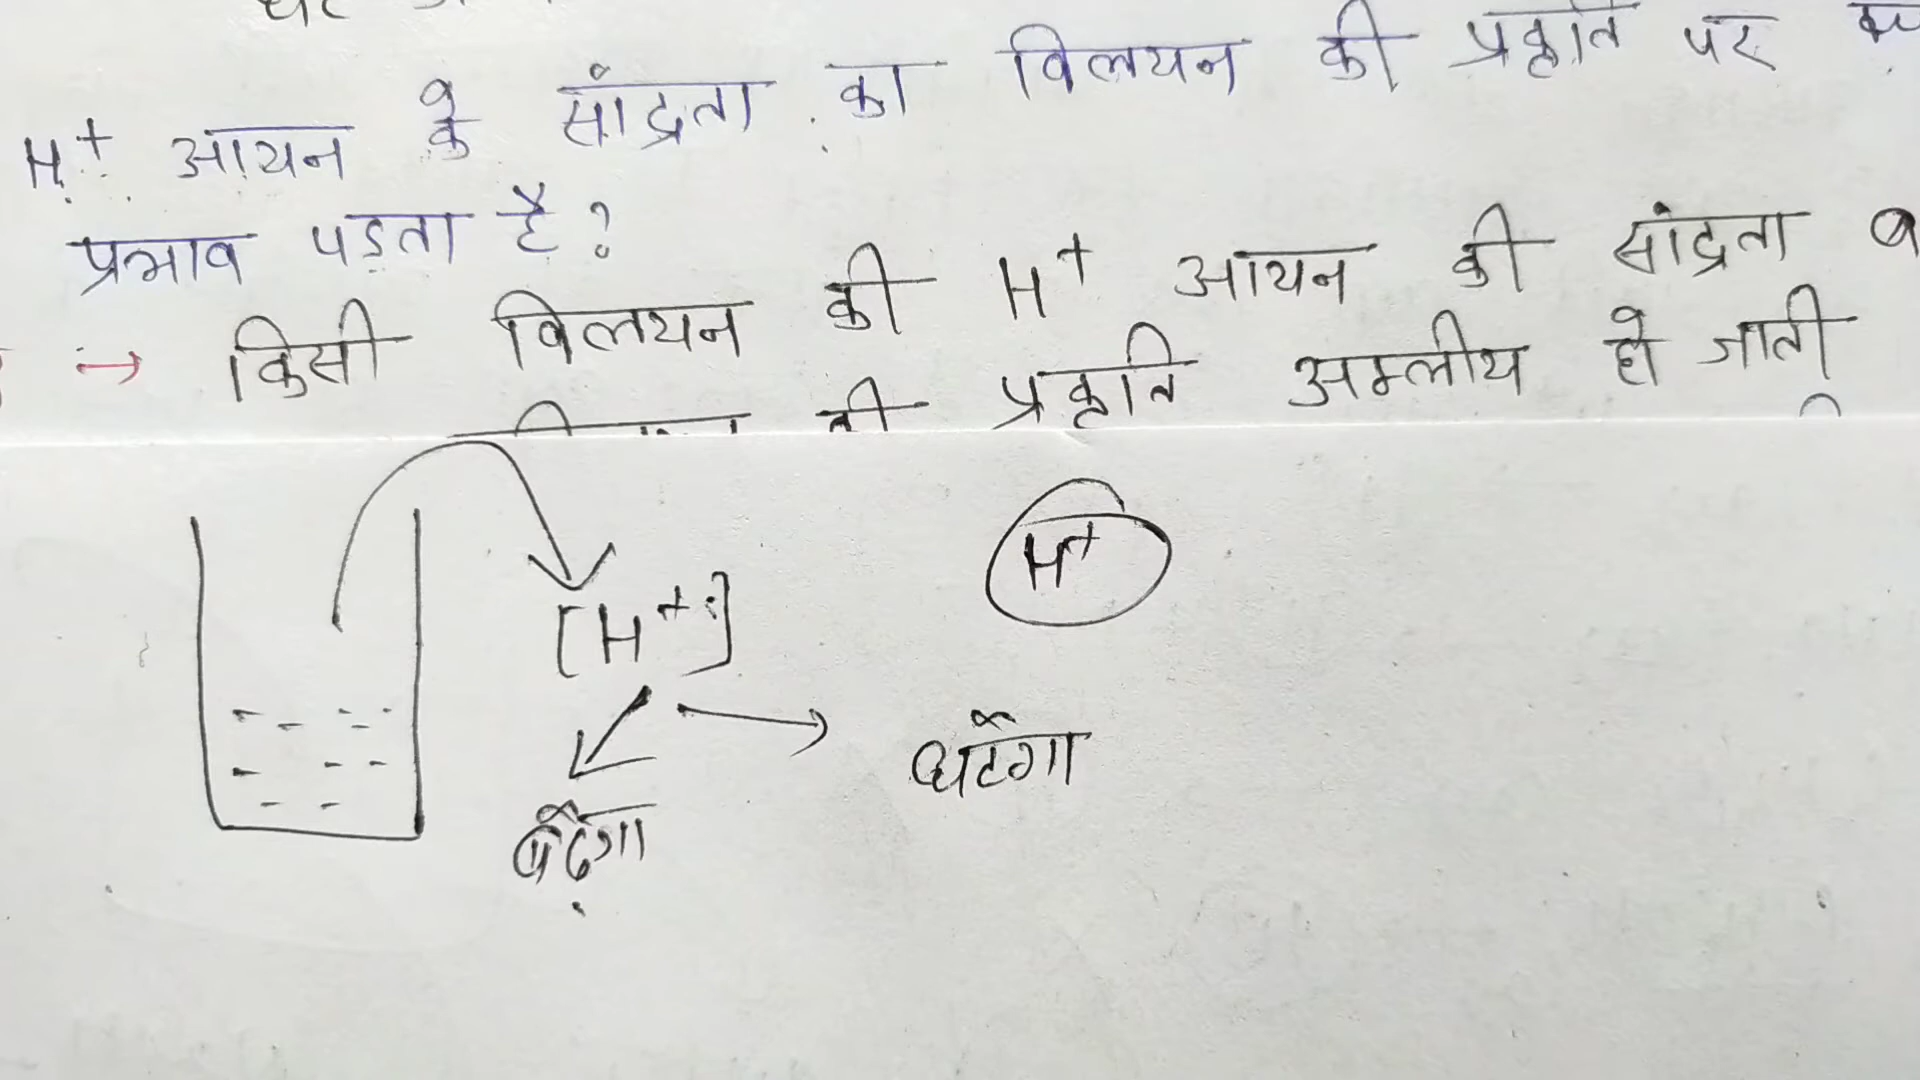 H⁺ आयन के सांद्रता का विलयन की प्रकृति पर
प्रभाव पड़ता है?
→ किसी विलयन की H⁺ आयन की सांद्रता
की प्रकृति अम्लीय हो जाती
H⁺
[H⁺]
घटेगा
बढ़ेगा